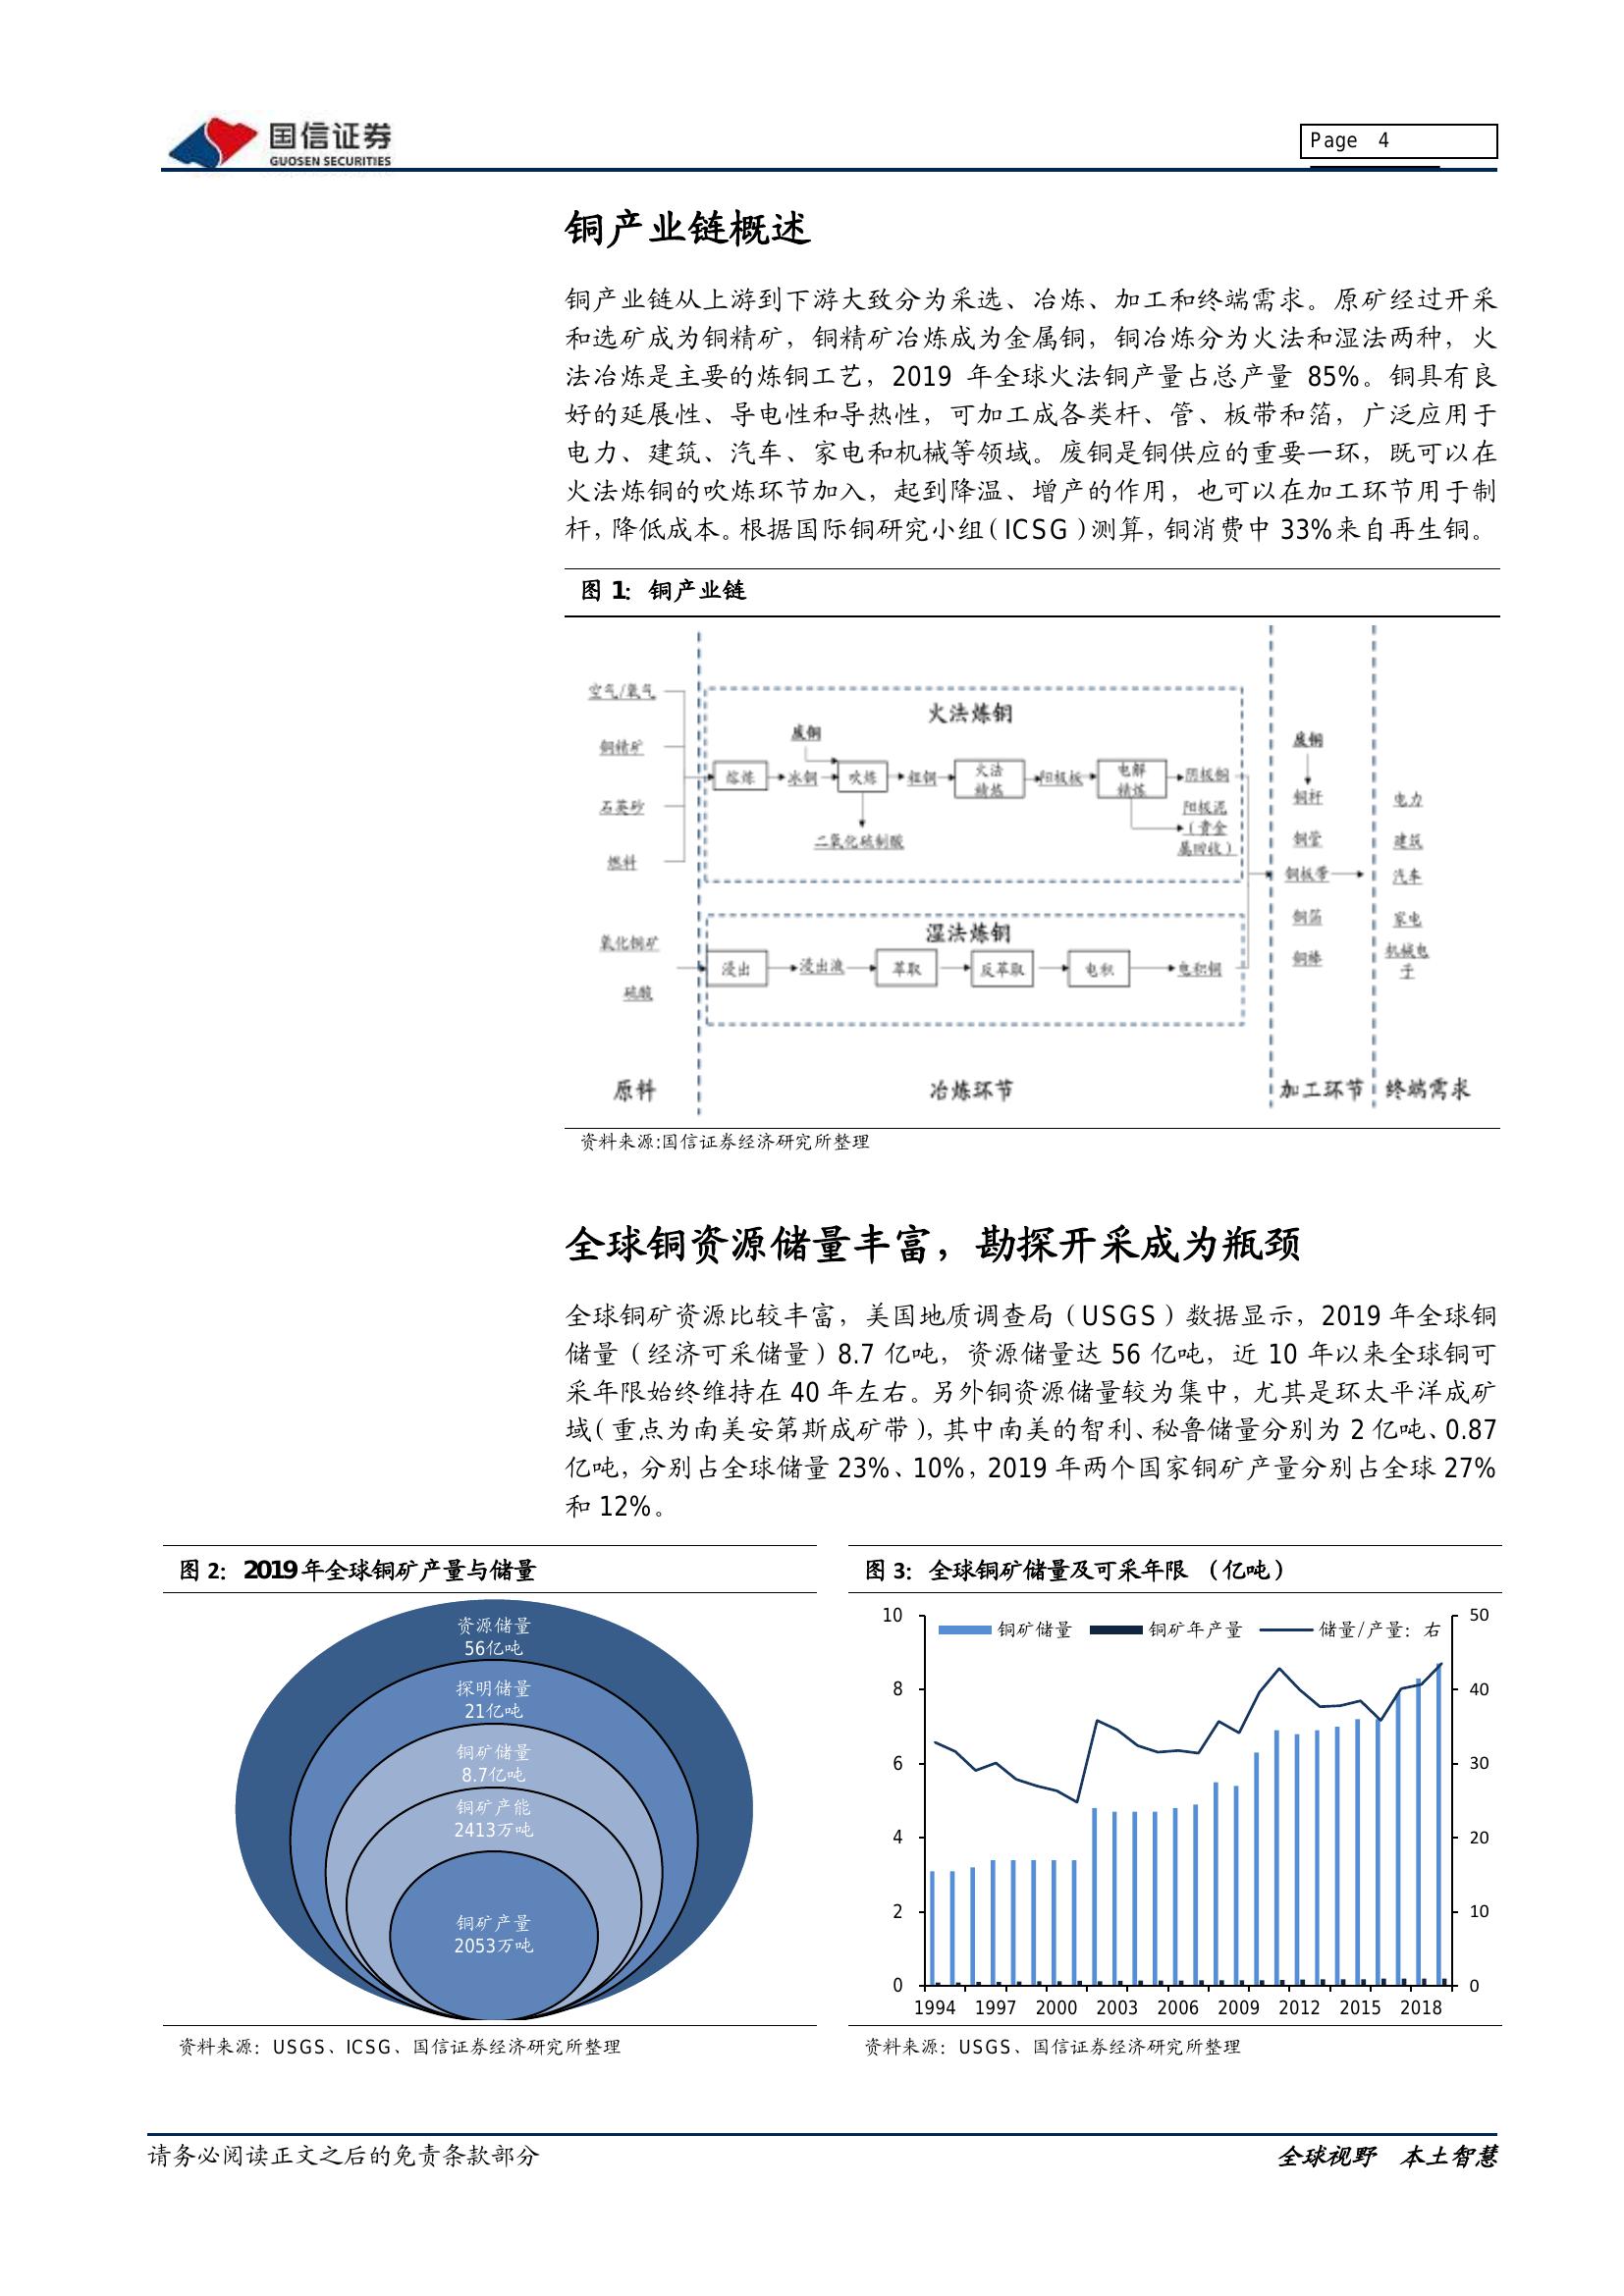 国信证券
GUOSEN SECURITIES
Page 4
铜产业链概述
铜产业链从上游到下游大致分为采选、冶炼、加工和终端需求。原矿经过开采
和选矿成为铜精矿，铜精矿冶炼成为金属铜，铜冶炼分为火法和湿法两种，火
法冶炼是主要的炼铜工艺，2019 年全球火法铜产量占总产量 85%。铜具有良
好的延展性、导电性和导热性，可加工成各类杆、管、板带和箔，广泛应用于
电力、建筑、汽车、家电和机械等领域。废铜是铜供应的重要一环，既可以在
火法炼铜的吹炼环节加入，起到降温、增产的作用，也可以在加工环节用于制
杆，降低成本。根据国际铜研究小组（ICSG）测算，铜消费中 33%来自再生铜。
图 1：铜产业链
空气/氧气
铜精矿
石英砂
燃料
氧化铜矿
硫酸
火法炼铜
废铜
熔炼
冰铜
吹炼
粗铜
火法
精炼
阳极板
电解
精炼
阴极铜
二氧化硫制酸
阳极泥
（贵金
属回收）
湿法炼铜
浸出
浸出液
萃取
反萃取
电积
电积铜
废铜
铜杆
铜管
铜板带
铜箔
铜棒
电力
建筑
汽车
家电
机械电
子
原料
冶炼环节
加工环节
终端需求
资料来源:国信证券经济研究所整理
全球铜资源储量丰富，勘探开采成为瓶颈
全球铜矿资源比较丰富，美国地质调查局（USGS）数据显示，2019 年全球铜
储量（经济可采储量）8.7 亿吨，资源储量达 56 亿吨，近 10 年以来全球铜可
采年限始终维持在 40 年左右。另外铜资源储量较为集中，尤其是环太平洋成矿
域（重点为南美安第斯成矿带），其中南美的智利、秘鲁储量分别为 2 亿吨、0.87
亿吨，分别占全球储量 23%、10%，2019 年两个国家铜矿产量分别占全球 27%
和 12%。
图 2：2019年全球铜矿产量与储量
资源储量
56亿吨
探明储量
21亿吨
铜矿储量
8.7亿吨
铜矿产能
2413万吨
铜矿产量
2053万吨
资料来源：USGS、ICSG、国信证券经济研究所整理
图 3：全球铜矿储量及可采年限 （亿吨）
铜矿储量 铜矿年产量 储量/产量：右
10 50
8 40
6 30
4 20
2 10
0 0
1994 1997 2000 2003 2006 2009 2012 2015 2018
资料来源：USGS、国信证券经济研究所整理
请务必阅读正文之后的免责条款部分
全球视野 本土智慧